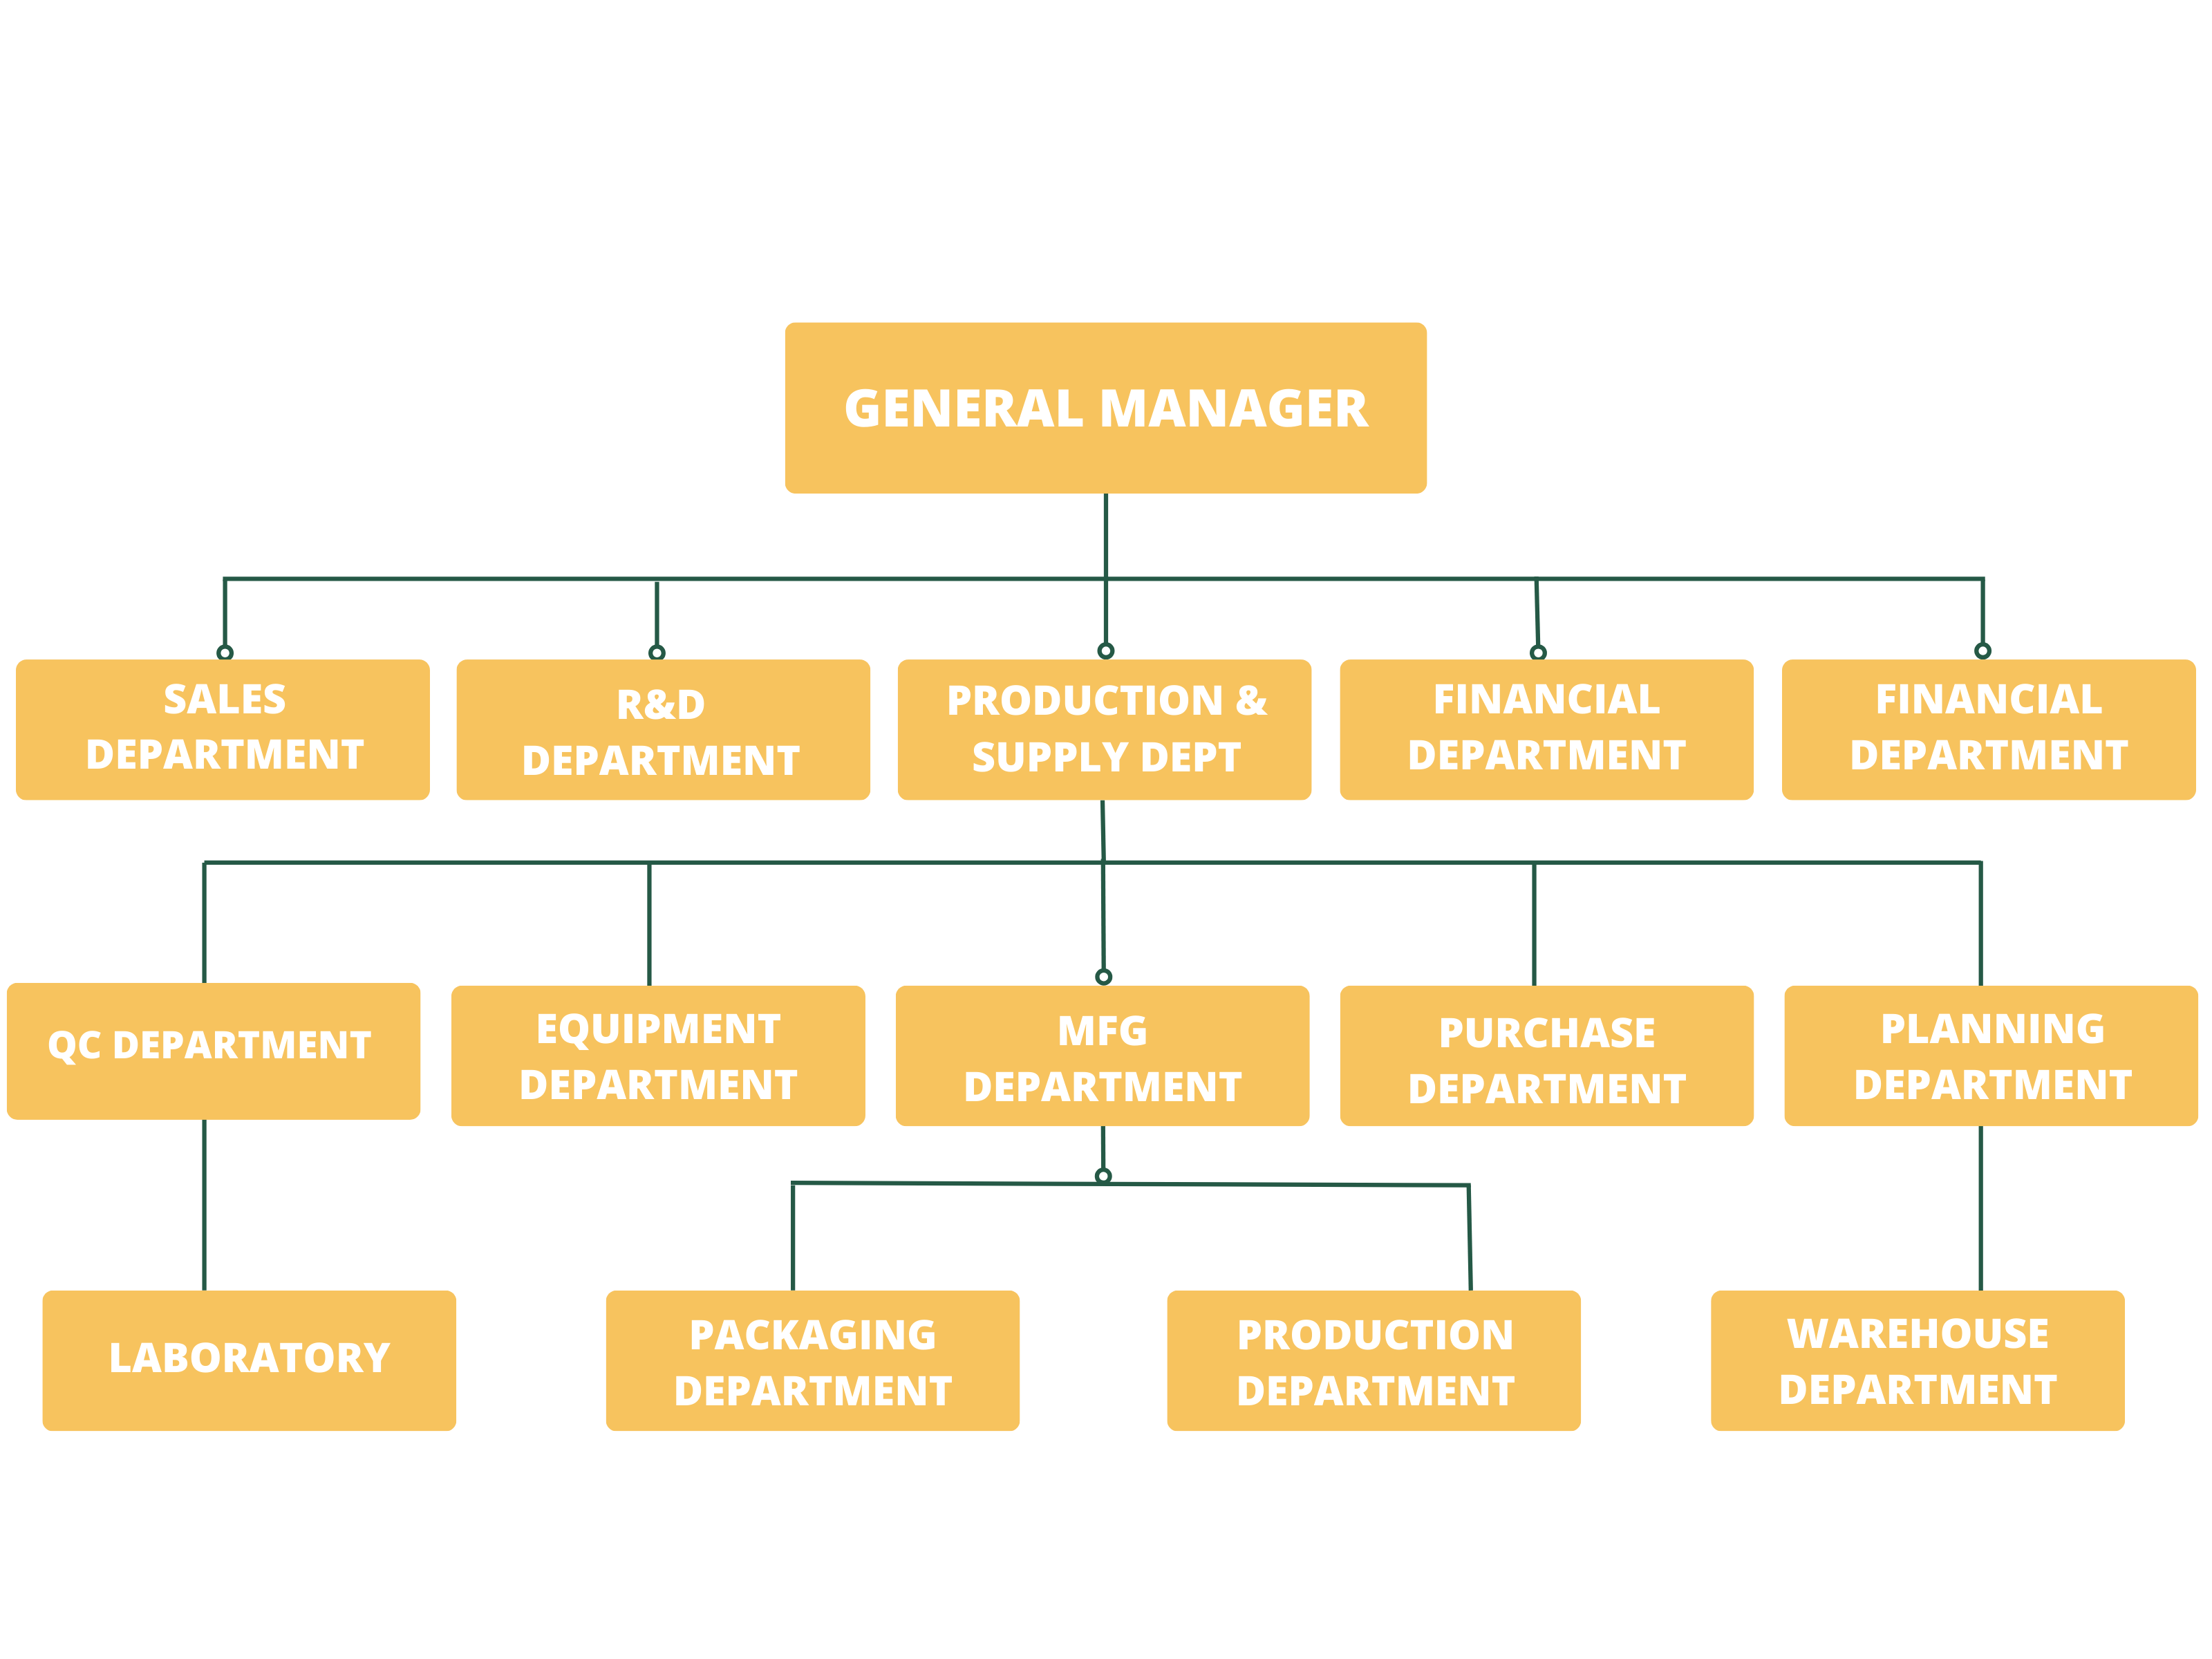 GENERAL MANAGER
SALES
DEPARTMENT
R&D
DEPARTMENT
PRODUCTION &
SUPPLY DEPT
FINANCIAL
DEPARTMENT
FINANCIAL
DEPARTMENT
QC DEPARTMENT
EQUIPMENT
DEPARTMENT
MFG
DEPARTMENT
PURCHASE
DEPARTMENT
PLANNING
DEPARTMENT
LABORATORY
PACKAGING
DEPARTMENT
PRODUCTION
DEPARTMENT
WAREHOUSE
DEPARTMENT